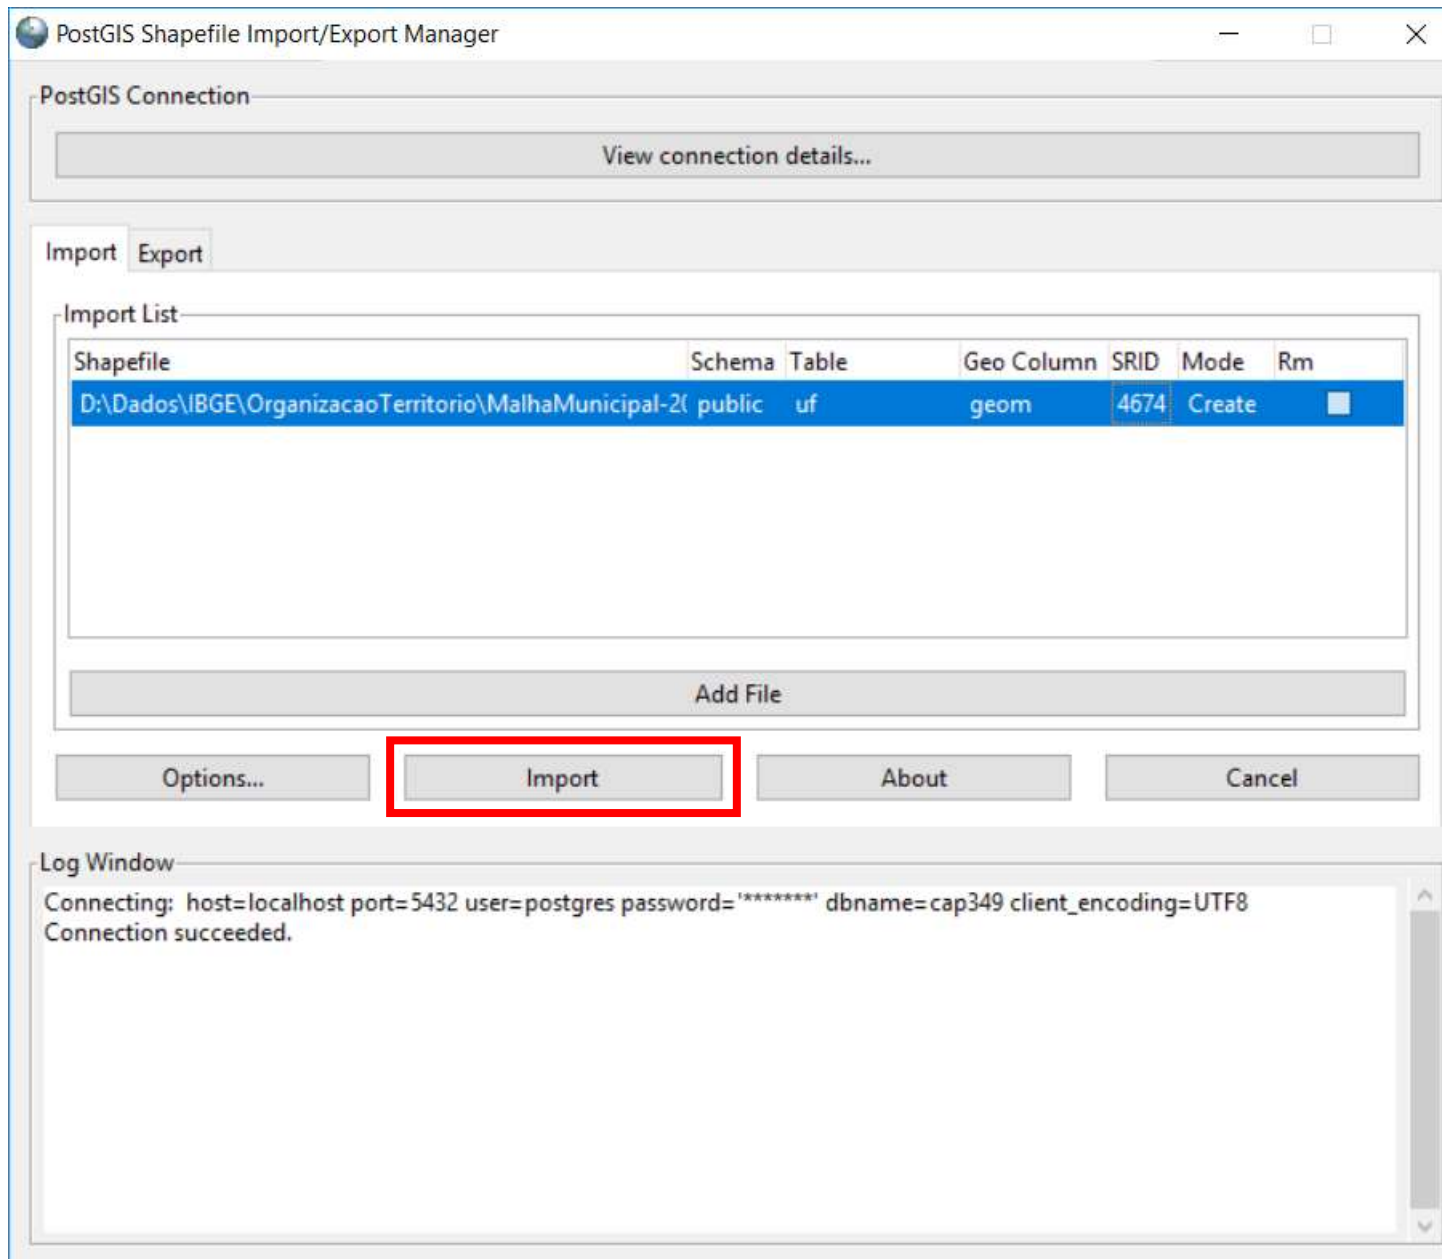 PostGIS Shapefile Import/Export Manager
PostGIS Connection
View connection details...
Import Export
Import List
Shapefile Schema Table Geo Column SRID Mode Rm
D:\Dados\IBGE\OrganizacaoTerritorio\MalhaMunicipal-2( public uf geom 4674 Create
Add File
Options... Import About Cancel
Log Window
Connecting: host=localhost port=5432 user=postgres password='*******' dbname=cap349 client_encoding=UTF8
Connection succeeded.